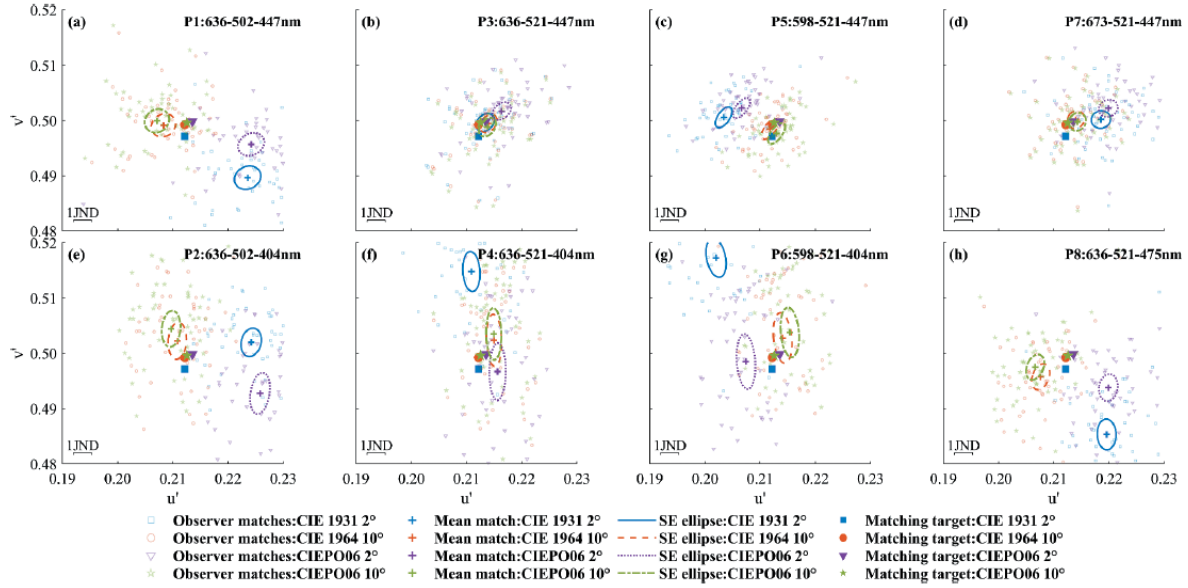 0.52
(a)
P1:636-502-447nm
(b)
P3:636-521-447nm
(c)
P5:598-521-447nm
(d)
P7:673-521-447nm
0.51
v'
0.50
0.49
1JND
1JND
1JND
1JND
0.48
0.52
(e)
P2:636-502-404nm
P4:636-521-404nm
(f)
P6:598-521-404nm
(g)
P8:636-521-475nm
(h)
0.51
v'
0.50
0.49
1JND
1JND
1JND
1JND
0.48
0.19 0.20 0.21 0.22 0.23 0.19 0.20 0.21 0.22 0.23 0.19 0.20 0.21 0.22 0.23 0.19 0.20 0.21 0.22 0.23
u' u' u' u'
Observer matches:CIE 1931 2° Mean match:CIE 1931 2° SE ellipse:CIE 1931 2° Matching target:CIE 1931 2°
Observer matches:CIE 1964 10° Mean match:CIE 1964 10° SE ellipse:CIE 1964 10° Matching target:CIE 1964 10°
Observer matches:CIEPO06 2° Mean match:CIEPO06 2° SE ellipse:CIEPO06 2° Matching target:CIEPO06 2°
Observer matches:CIEPO06 10° Mean match:CIEPO06 10° SE ellipse:CIEPO06 10° Matching target:CIEPO06 10°